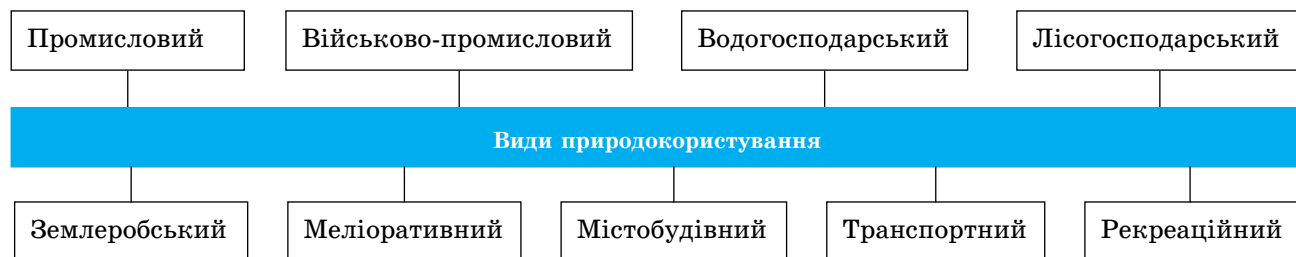 Промисловий
Військово-промисловий
Водогосподарський
Лісогосподарський
Види природокористування
Землеробський
Меліоративний
Містобудівний
Транспортний
Рекреаційний